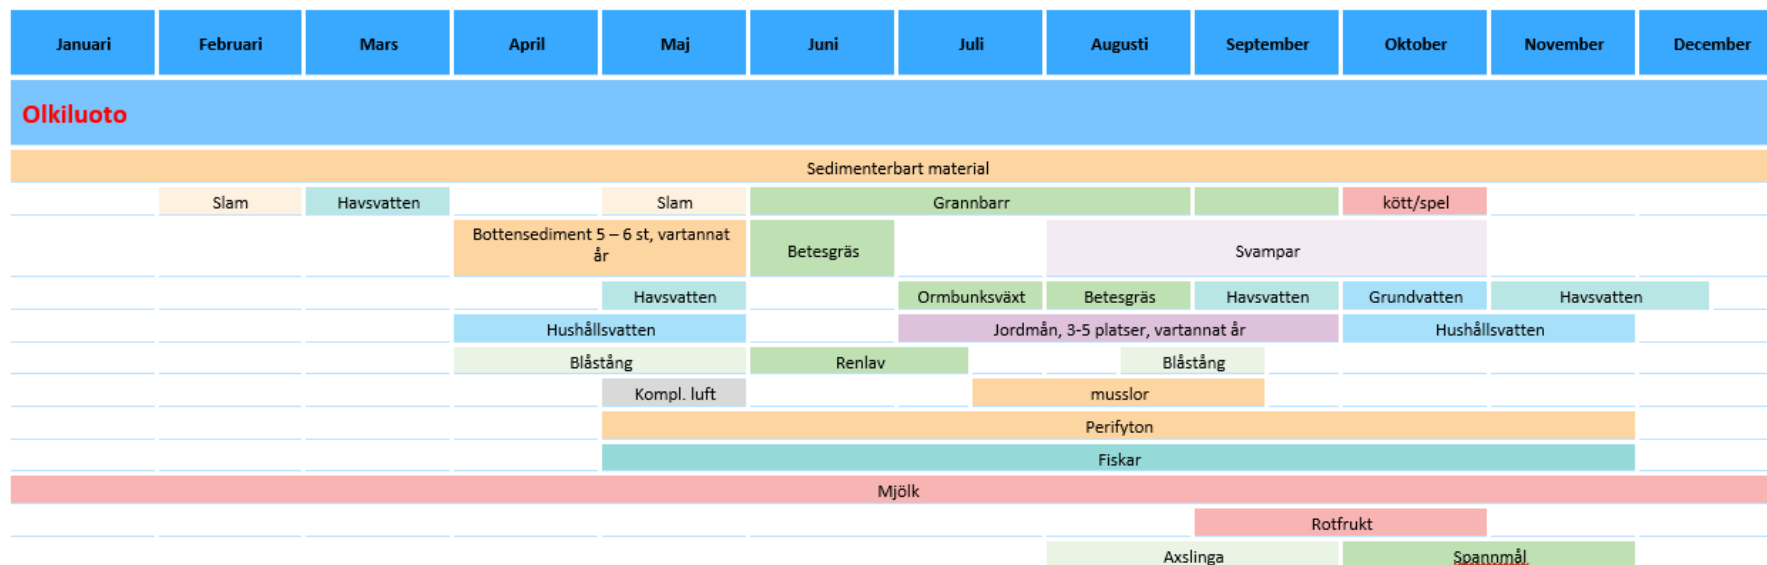 Januari Februari Mars April Maj Juni Juli Augusti September Oktober November December
Olkiluoto
Sedimenterbart material
Slam Havsvatten Slam Grannbarr kött/spel
Bottensediment 5 – 6 st, vartannat
år
Betesgräs Svampar
Havsvatten Ormbunksväxt Betesgräs Havsvatten Grundvatten Havsvatten
Hushållsvatten Jordmån, 3-5 platser, vartannat år Hushållsvatten
Blåstång Renlav Blåstång
Kompl. luft musslor
Perifyton
Fiskar
Mjölk
Rotfrukt
Axslinga Spannmål